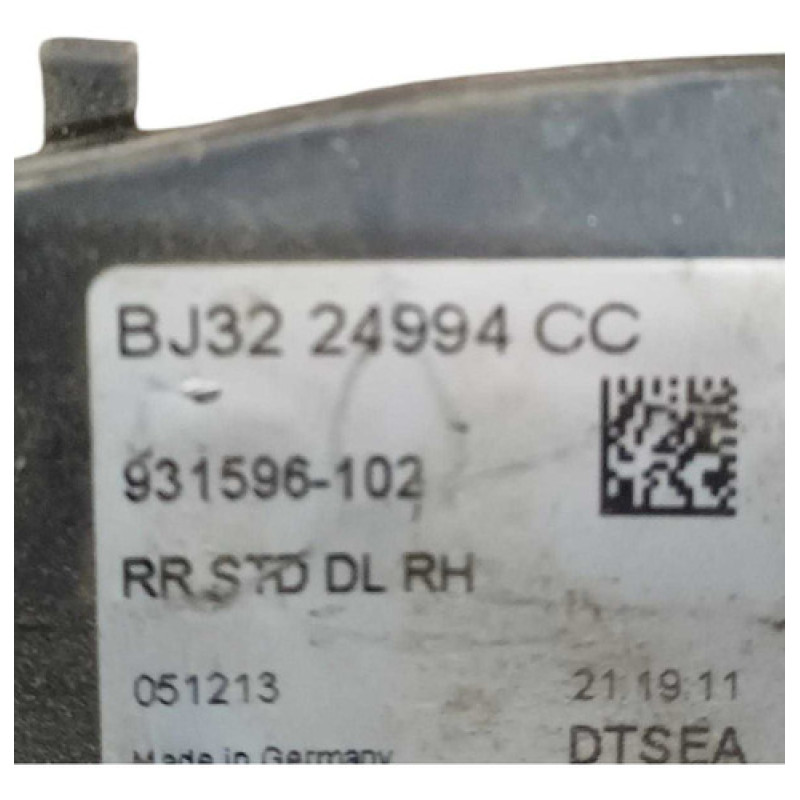 BJ32 24994 CC
931596-102
RR STD DL RH
051213 21:19:11
Made in Germany DTSEA